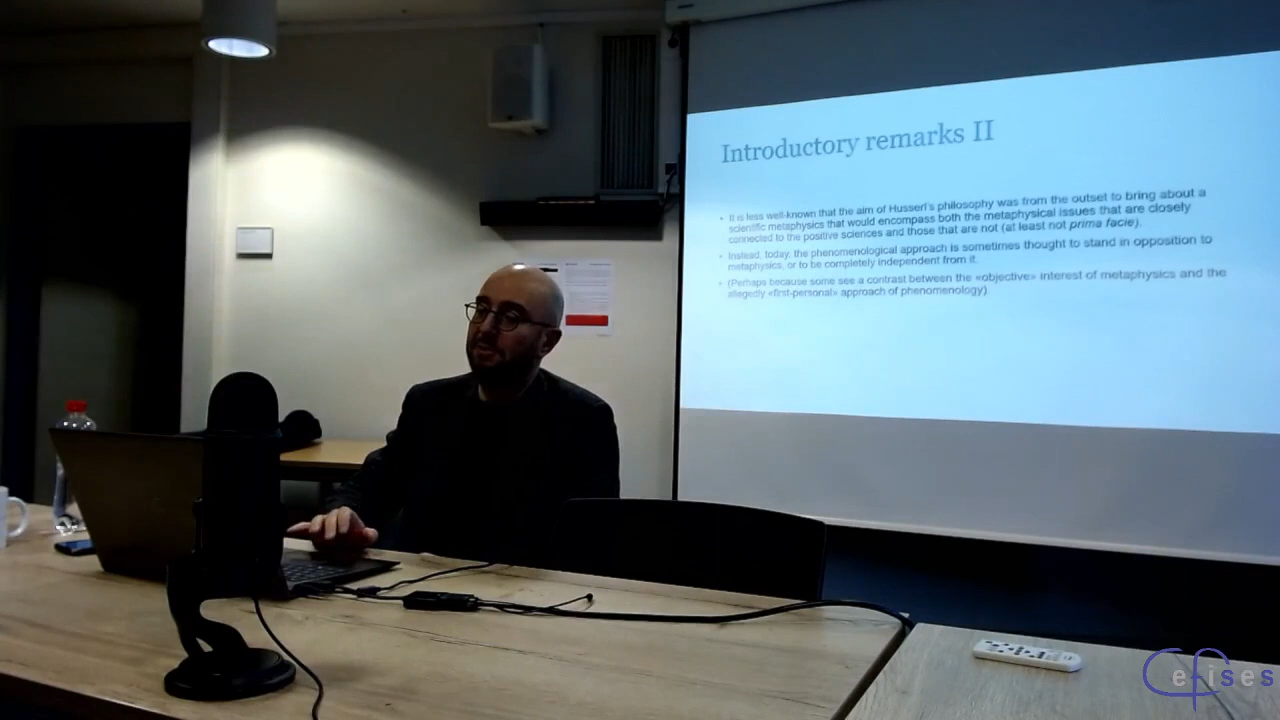 Introductory remarks II
• It is less well-known that the aim of Husserl's philosophy was from the outset to bring about a
scientific metaphysics that would encompass both the metaphysical issues that are closely
connected to the positive sciences and those that are not (at least not prima facie).
• Instead, today, the phenomenological approach is sometimes thought to stand in opposition to
metaphysics, or to be completely independent from it.
• (Perhaps because some see a contrast between the «objective» interest of metaphysics and the
allegedly «first-personal» approach of phenomenology).
Cefises